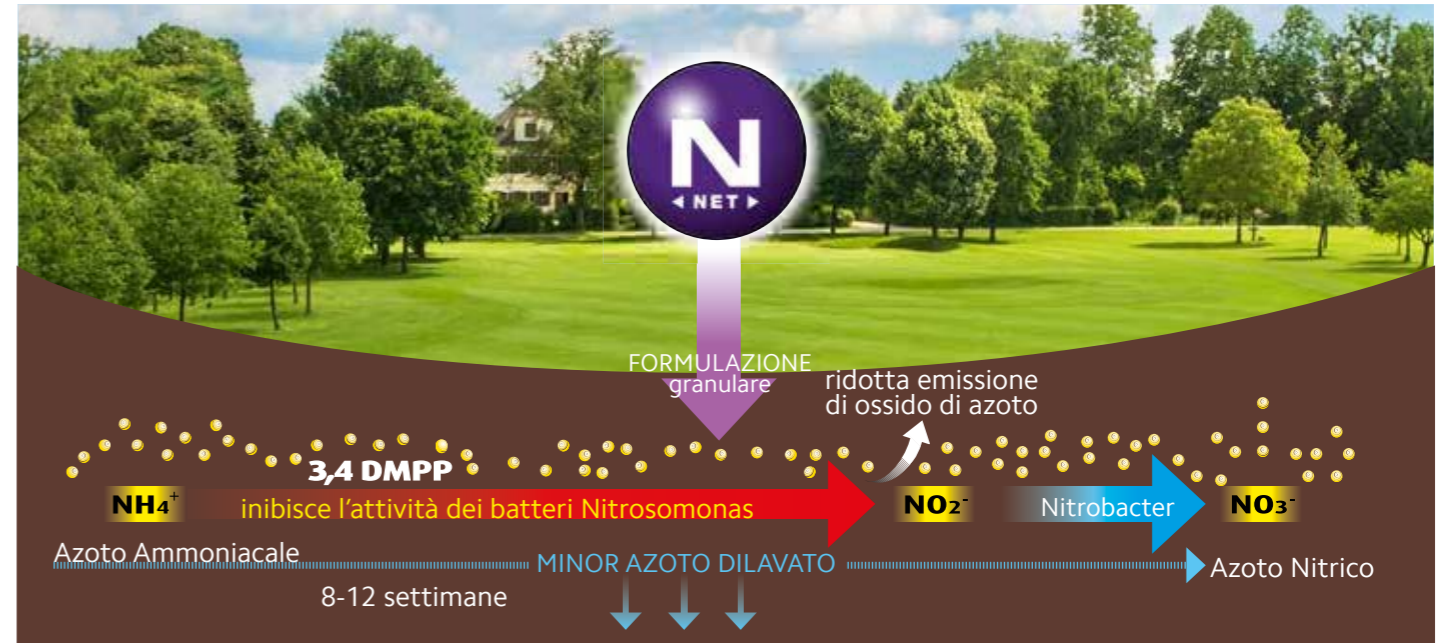 N
NET
FORMULAZIONE
granulare
ridotta emissione
di ossido di azoto
3,4 DMPP
NH₄⁺
inibisce l'attività dei batteri Nitrosomonas
NO₂⁻
Nitrobacter
NO₃⁻
Azoto Ammoniacale
MINOR AZOTO DILAVATO
Azoto Nitrico
8-12 settimane